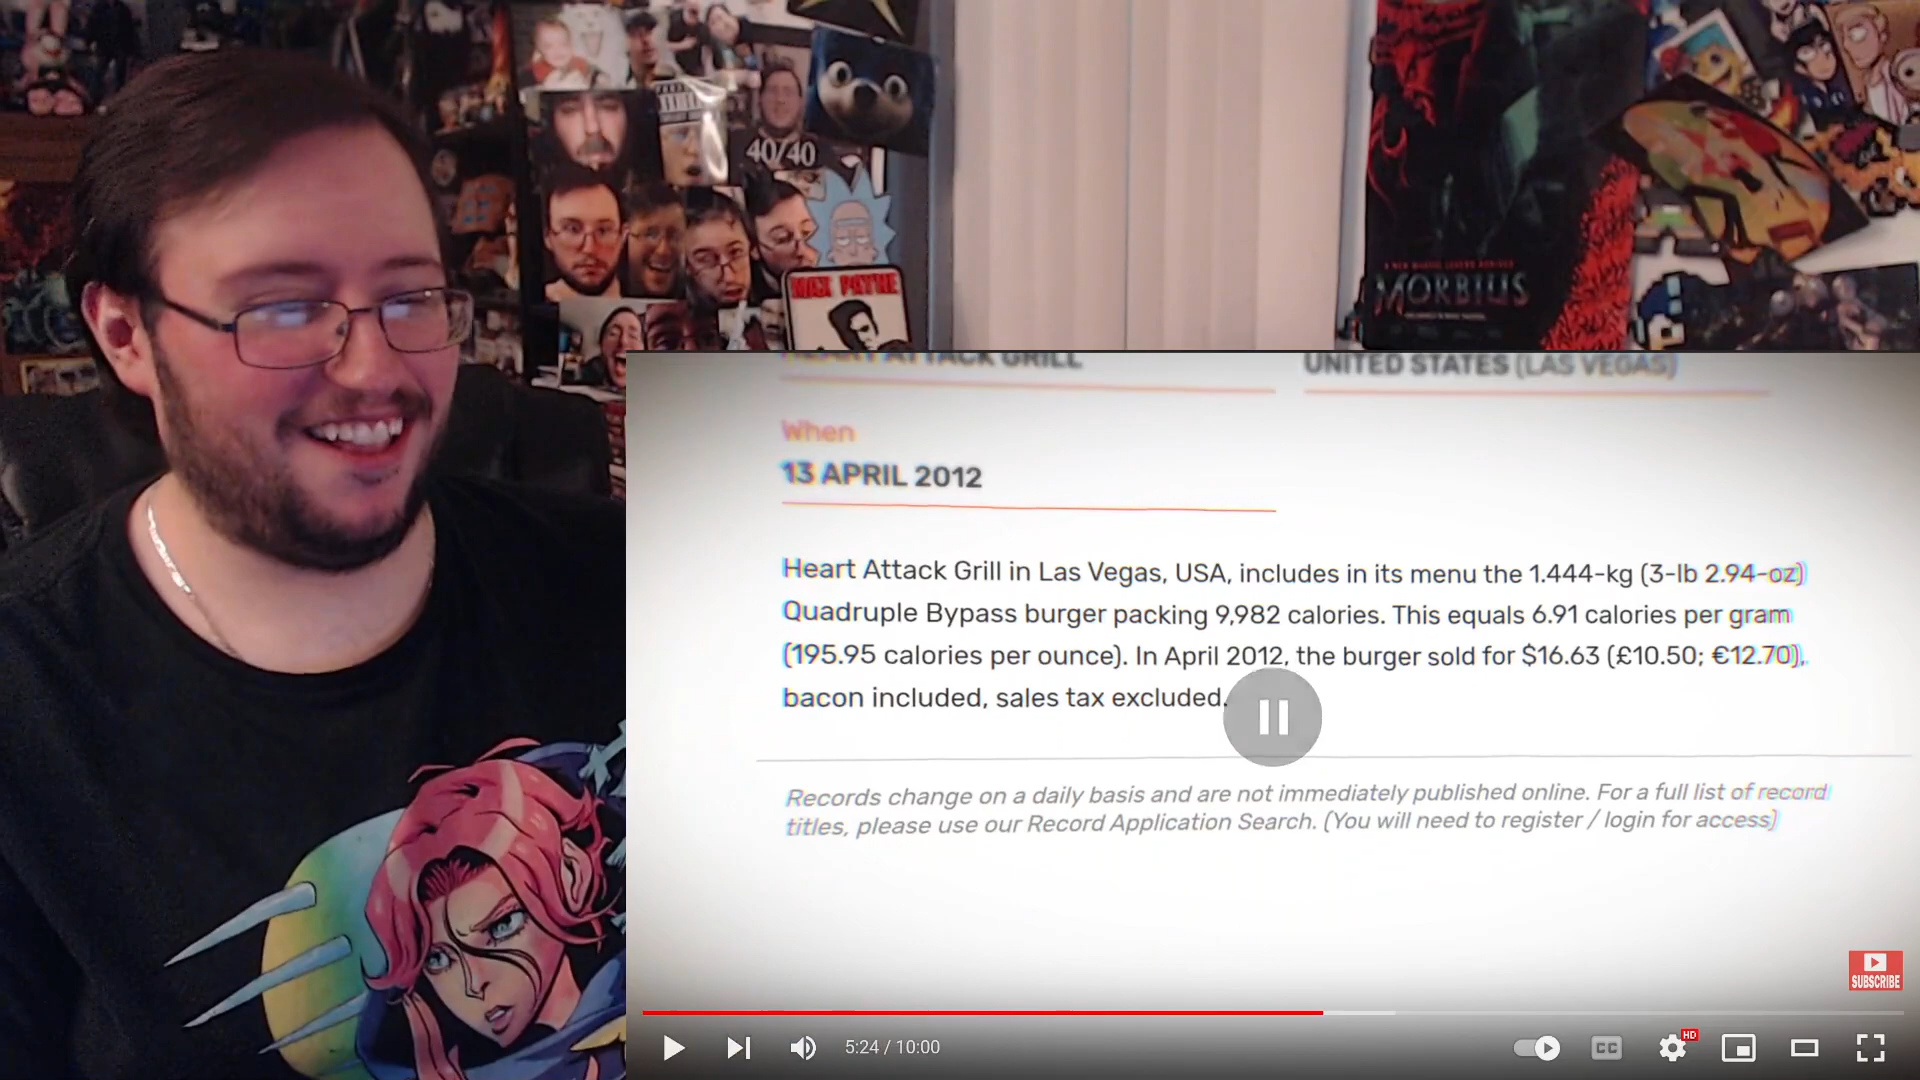 40/40
MAX PAYNE
MORBIUS
HEART ATTACK GRILL
UNITED STATES (LAS VEGAS)
When
13 APRIL 2012
Heart Attack Grill in Las Vegas, USA, includes in its menu the 1.444-kg (3-lb 2.94-oz)
Quadruple Bypass burger packing 9,982 calories. This equals 6.91 calories per gram
(195.95 calories per ounce). In April 2012, the burger sold for $16.63 (£10.50; €12.70),
bacon included, sales tax excluded.
Records change on a daily basis and are not immediately published online. For a full list of record
titles, please use our Record Application Search. (You will need to register / login for access)
SUBSCRIBE
5:24 / 10:00
CC
HD